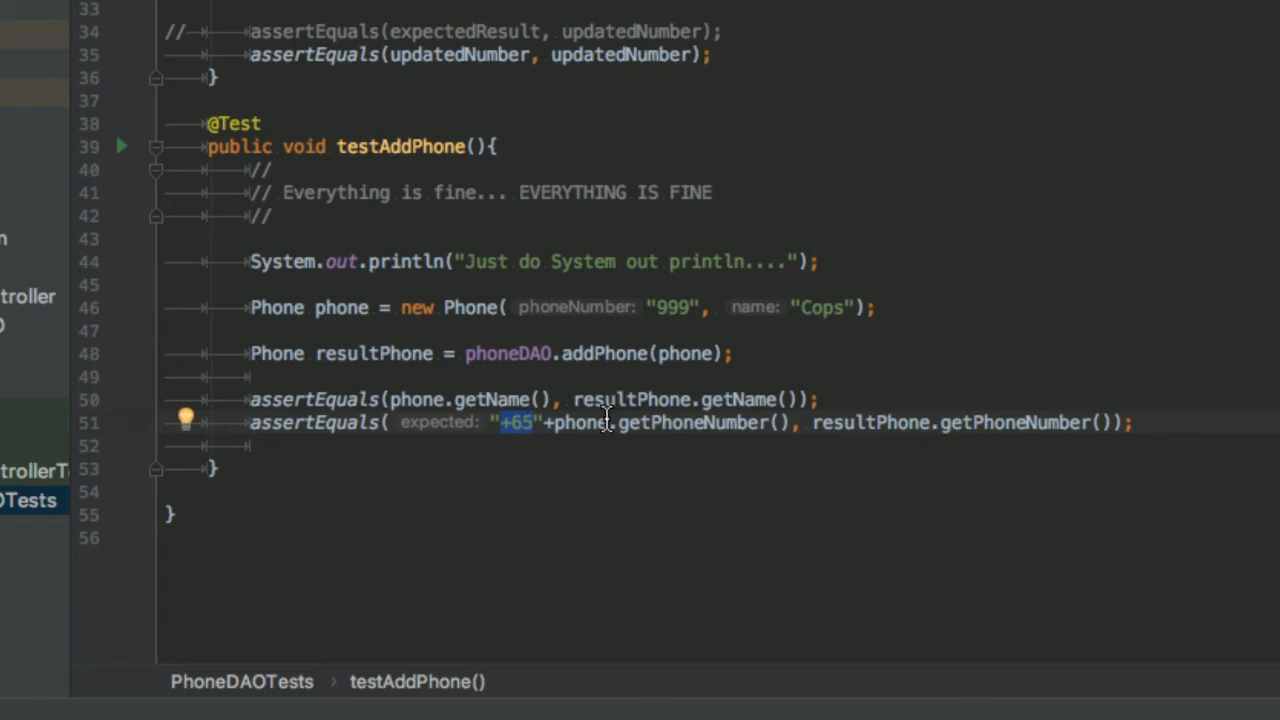 33
34 // assertEquals(expectedResult, updatedNumber);
35 assertEquals(updatedNumber, updatedNumber);
36 }
37
38 @Test
39 public void testAddPhone(){
40 //
41 // Everything is fine... EVERYTHING IS FINE
42 //
43
44 System.out.println("Just do System out println....");
45
46 Phone phone = new Phone( phoneNumber: "999", name: "Cops");
47
48 Phone resultPhone = phoneDAO.addPhone(phone);
49
50 assertEquals(phone.getName(), resultPhone.getName());
51 assertEquals( expected: "+65"+phone.getPhoneNumber(), resultPhone.getPhoneNumber());
52
53 }
54
55 }
56
n
troller
O
trollerT
OTests
PhoneDAOTests › testAddPhone()